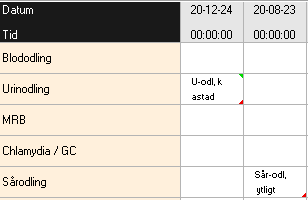 Datum 20-12-24 20-08-23
Tid 00:00:00 00:00:00
Blododling
Urinodling U-odl, k
astad
MRB
Chlamydia / GC
Sårodling Sår-odl,
ytligt